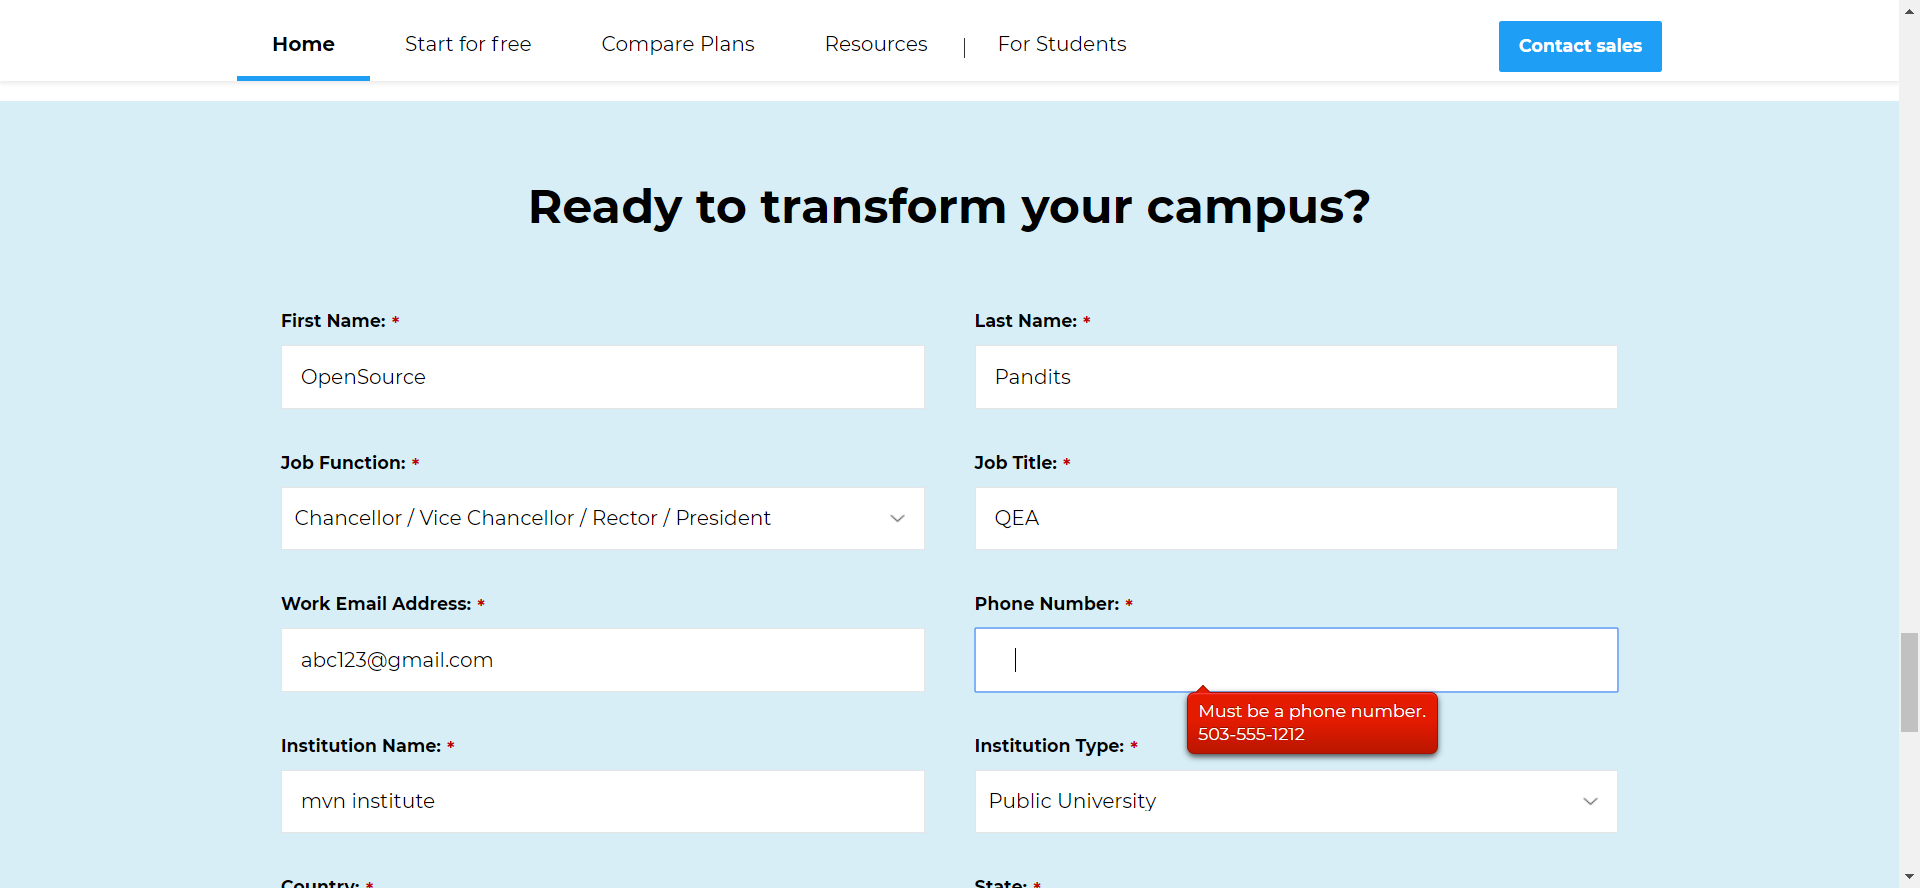 Home Start for free Compare Plans Resources | For Students Contact sales
Ready to transform your campus?
First Name: * Last Name: *
OpenSource Pandits
Job Function: * Job Title: *
Chancellor / Vice Chancellor / Rector / President QEA
Work Email Address: * Phone Number: *
abc123@gmail.com
Must be a phone number.
503-555-1212
Institution Name: * Institution Type: *
mvn institute Public University
Country: * State: *